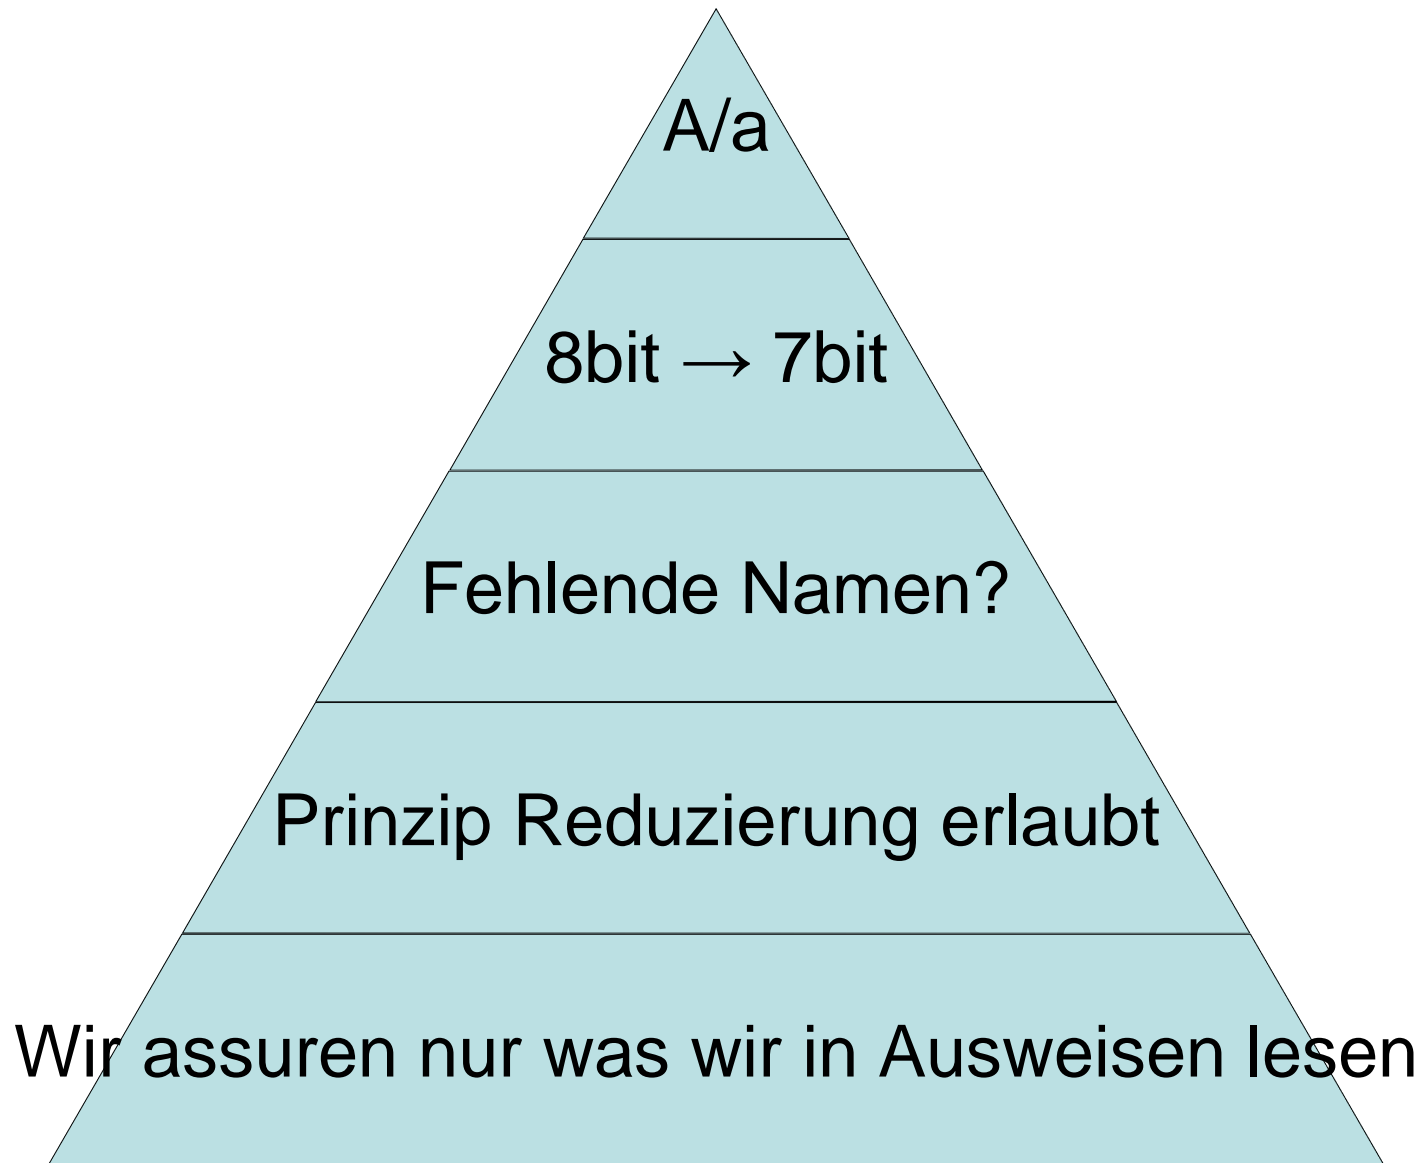 A/a
8bit → 7bit
Fehlende Namen?
Prinzip Reduzierung erlaubt
Wir assuren nur was wir in Ausweisen lesen